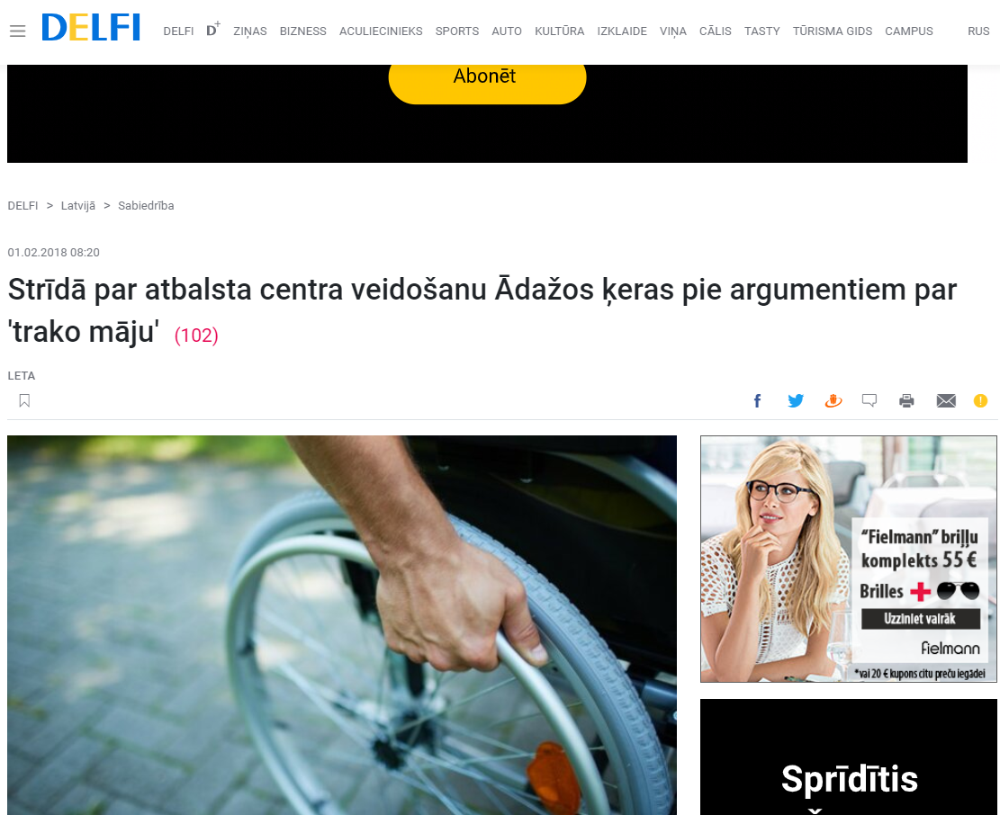 DELFI
DELFI D+ ZIŅAS BIZNESS ACULIECINIEKS SPORTS AUTO KULTŪRA IZKLAIDE VIŅA CĀLIS TASTY TŪRISMA GIDS CAMPUS RUS
Abonēt
DELFI > Latvijā > Sabiedrība
01.02.2018 08:20
Strīdā par atbalsta centra veidošanu Ādažos ķeras pie argumentiem par
'trako māju' (102)
LETA
“Fielmann” briļļu
komplekts 55 €
Brilles +
Uzziniet vairāk
fielmann
*vai 20 € kupons citu preču iegādei
Sprīdītis